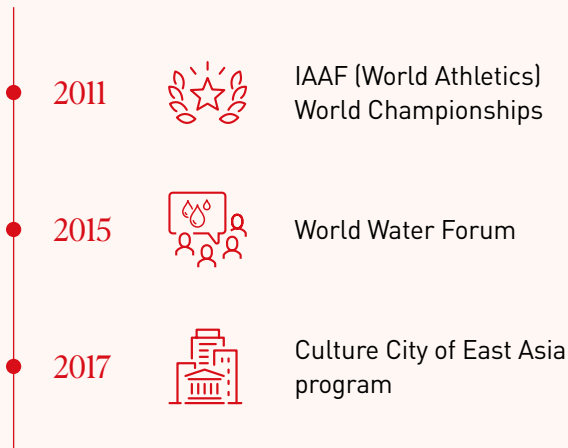 2011
IAAF (World Athletics)
World Championships
2015
World Water Forum
2017
Culture City of East Asia
program